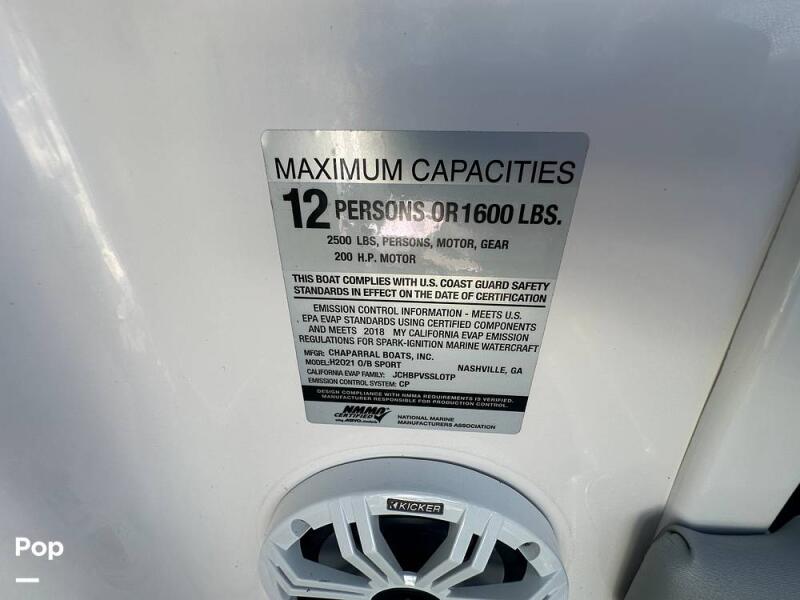 MAXIMUM CAPACITIES
12 PERSONS OR 1600 LBS.
2500 LBS, PERSONS, MOTOR, GEAR
200 H.P. MOTOR
THIS BOAT COMPLIES WITH U.S. COAST GUARD SAFETY
STANDARDS IN EFFECT ON THE DATE OF CERTIFICATION
EMISSION CONTROL INFORMATION - MEETS U.S.
EPA EVAP STANDARDS USING CERTIFIED COMPONENTS
AND MEETS 2018 MY CALIFORNIA EVAP EMISSION
REGULATIONS FOR SPARK-IGNITION MARINE WATERCRAFT
MFGR: CHAPARRAL BOATS, INC.
MODEL: H2021 O/B SPORT NASHVILLE, GA
CALIFORNIA EVAP FAMILY: JCHBPVSSLOTP
EMISSION CONTROL SYSTEM: CP
DESIGN COMPLIANCE WITH NMMA REQUIREMENTS IS VERIFIED.
MANUFACTURER RESPONSIBLE FOR PRODUCTION CONTROL.
NMMA
CERTIFIED
NATIONAL MARINE
MANUFACTURERS ASSOCIATION
KICKER
Pop